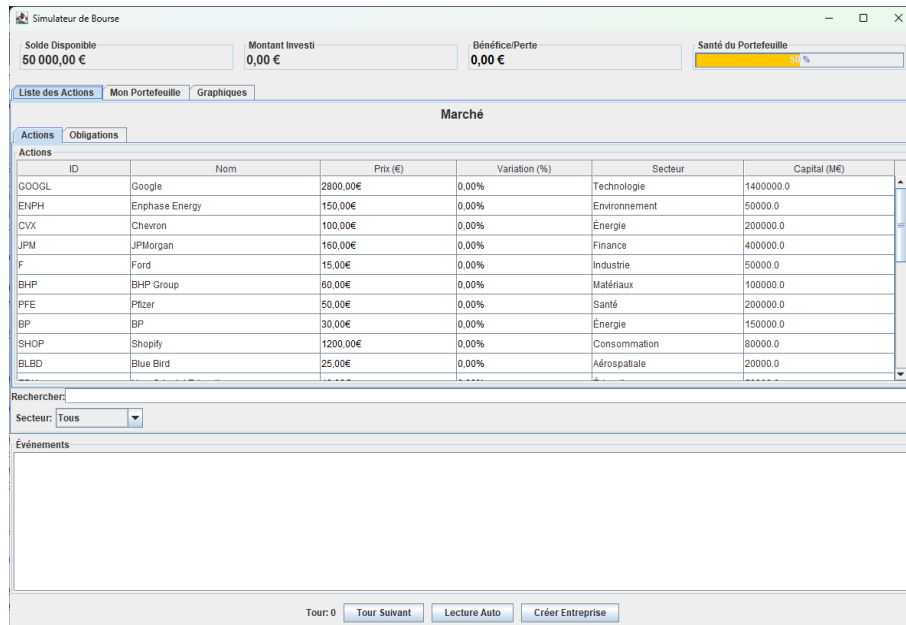 Simulateur de Bourse
Solde Disponible Montant Investi Bénéfice/Perte Santé du Portefeuille
50 000,00 € 0,00 € 0,00 € 50 %
Liste des Actions Mon Portefeuille Graphiques
Marché
Actions Obligations
Actions
ID Nom Prix (€) Variation (%) Secteur Capital (M€)
GOOGL Google 2800,00€ 0,00% Technologie 1400000.0
ENPH Enphase Energy 150,00€ 0,00% Environnement 50000.0
CVX Chevron 100,00€ 0,00% Énergie 200000.0
JPM JPMorgan 160,00€ 0,00% Finance 400000.0
F Ford 15,00€ 0,00% Industrie 50000.0
BHP BHP Group 60,00€ 0,00% Matériaux 100000.0
PFE Pfizer 50,00€ 0,00% Santé 200000.0
BP BP 30,00€ 0,00% Énergie 150000.0
SHOP Shopify 1200,00€ 0,00% Consommation 80000.0
BLBD Blue Bird 25,00€ 0,00% Aérospatiale 20000.0
Rechercher:
Secteur: Tous
Événements
Tour: 0 Tour Suivant Lecture Auto Créer Entreprise